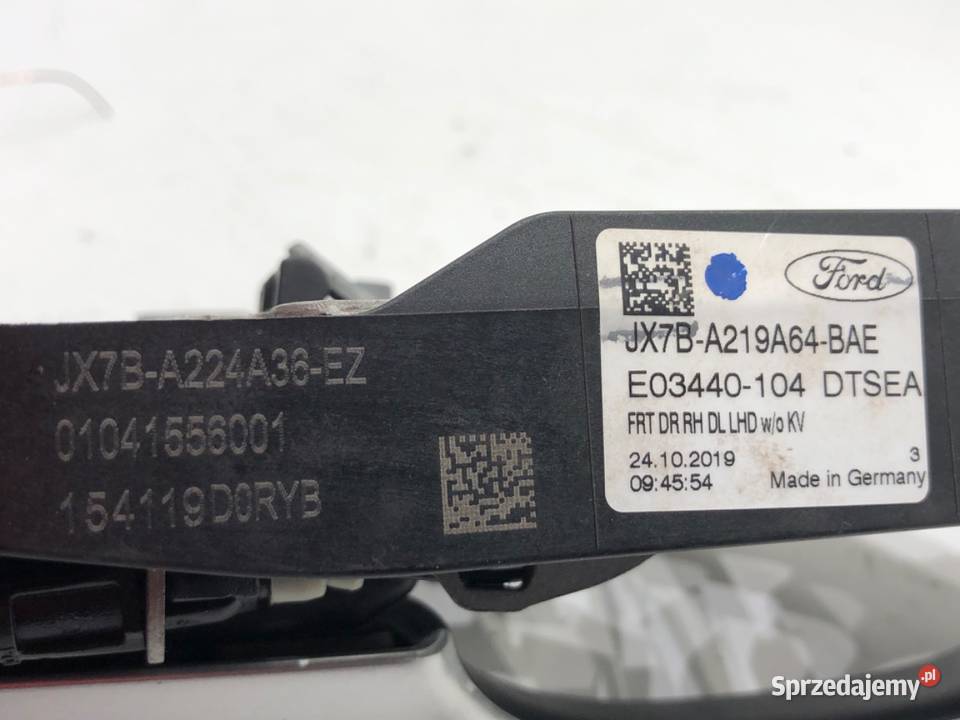 JX7B-A224A36-EZ
01041556001
154119D0RYB
Ford
JX7B-A219A64-BAE
E03440-104 DTSEA
FRT DR RH DL LHD w/o KV
24.10.2019 3
09:45:54 Made in Germany
Sprzedajemy.pl